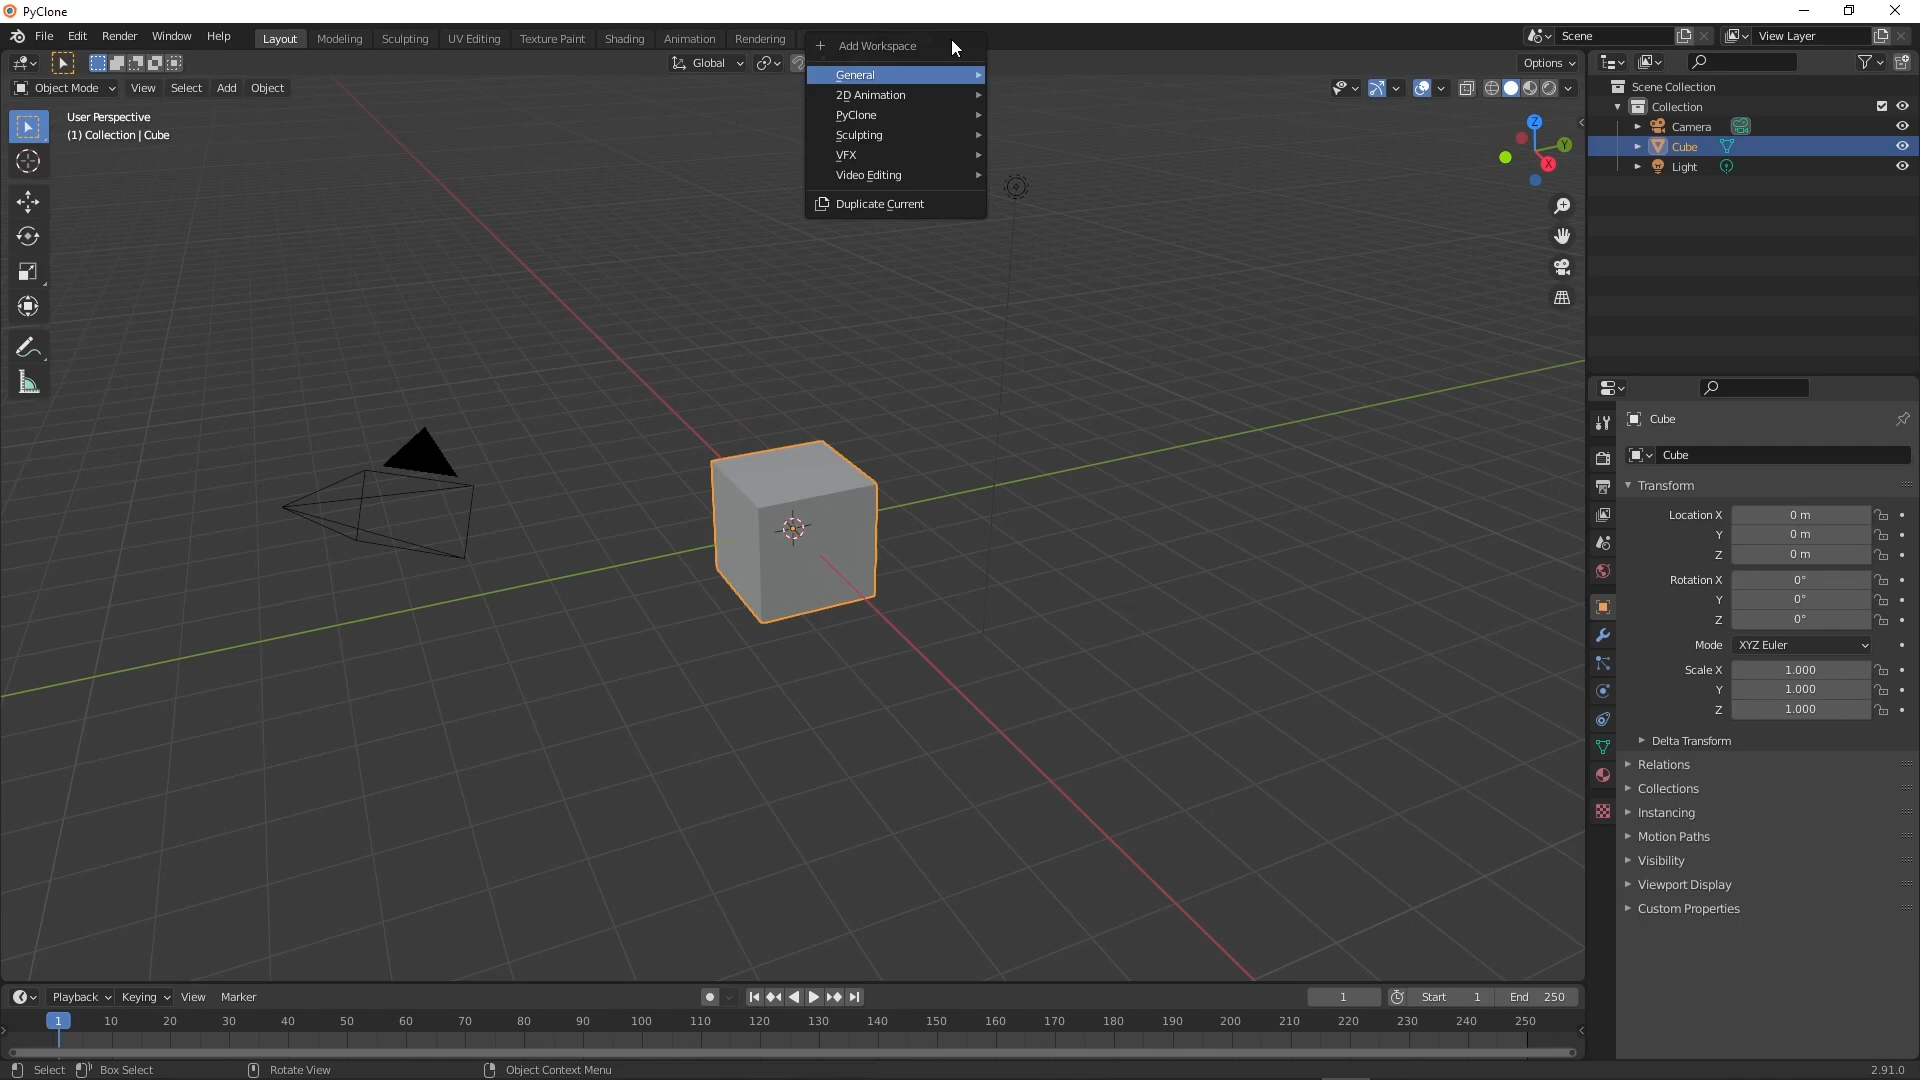 PyClone
File Edit Render Window Help Layout Modeling Sculpting UV Editing Texture Paint Shading Animation Rendering Scene View Layer
Add Workspace
General
2D Animation
PyClone
Sculpting
VFX
Video Editing
Duplicate Current
Global Options
Object Mode View Select Add Object
User Perspective
(1) Collection | Cube
Z
Y
X
Scene Collection
Collection
Camera
Cube
Light
Cube
Cube
Transform
Location X 0 m
Y 0 m
Z 0 m
Rotation X 0°
Y 0°
Z 0°
Mode XYZ Euler
Scale X 1.000
Y 1.000
Z 1.000
Delta Transform
Relations
Collections
Instancing
Motion Paths
Visibility
Viewport Display
Custom Properties
Playback Keying View Marker 1 Start 1 End 250
1 10 20 30 40 50 60 70 80 90 100 110 120 130 140 150 160 170 180 190 200 210 220 230 240 250
Select Box Select Rotate View Object Context Menu 2.91.0